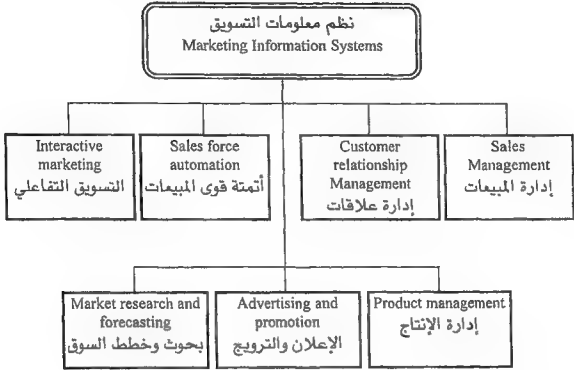 نظم معلومات التسويق
Marketing Information Systems
Interactive
marketing
التسويق التفاعلي
Sales force
automation
أتمتة قوى المبيعات
Customer
relationship
Management
إدارة علاقات
Sales
Management
إدارة المبيعات
Market research and
forecasting
بحوث وخطط السوق
Advertising and
promotion
الإعلان والترويج
Product management
إدارة الإنتاج